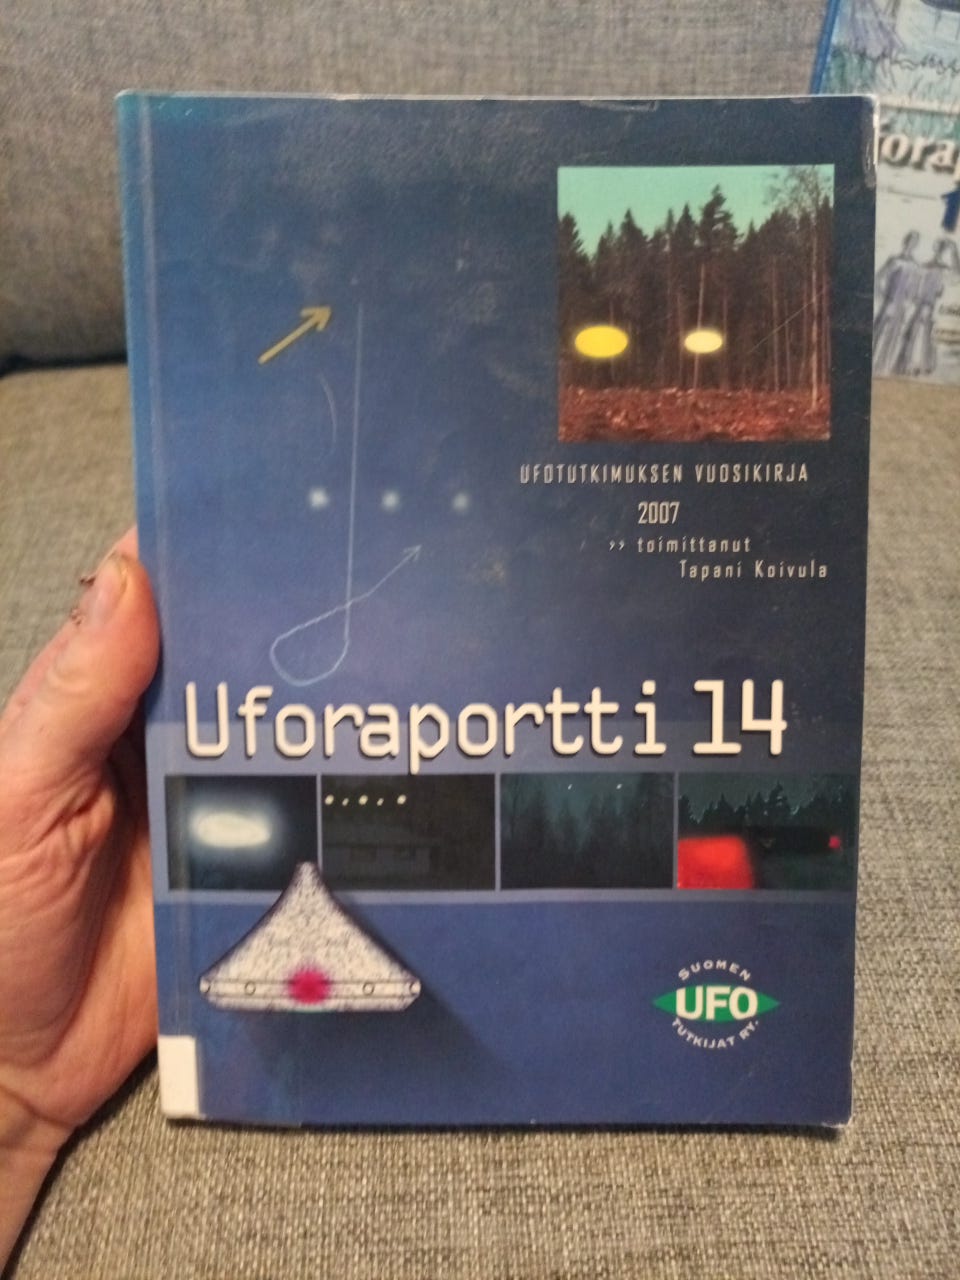 UFOTUTKIMUKSEN VUOSIKIRJA
2007
>> toimittanut
Tapani Koivula
Uforaportti 14
SUOMEN
UFO
TUTKIJAT RY.